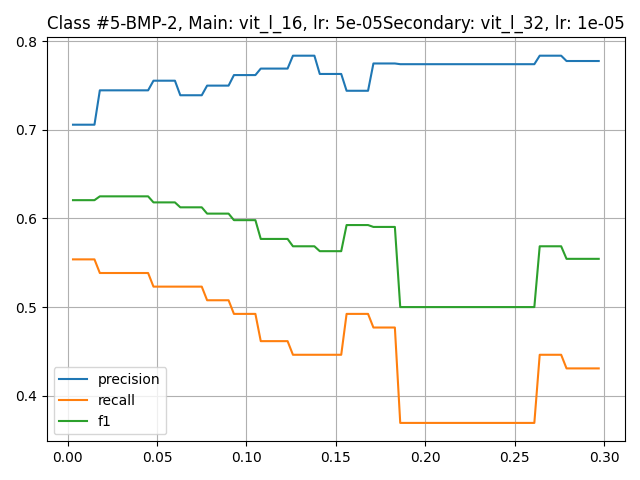 Class #5-BMP-2, Main: vit_l_16, lr: 5e-05Secondary: vit_l_32, lr: 1e-05
0.8
0.7
0.6
0.5
0.4
precision
recall
f1
0.00 0.05 0.10 0.15 0.20 0.25 0.30